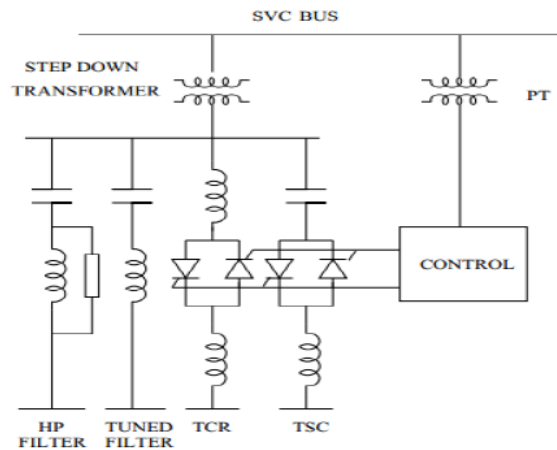 SVC BUS
STEP DOWN
TRANSFORMER
PT
CONTROL
HP
FILTER
TUNED
FILTER
TCR
TSC